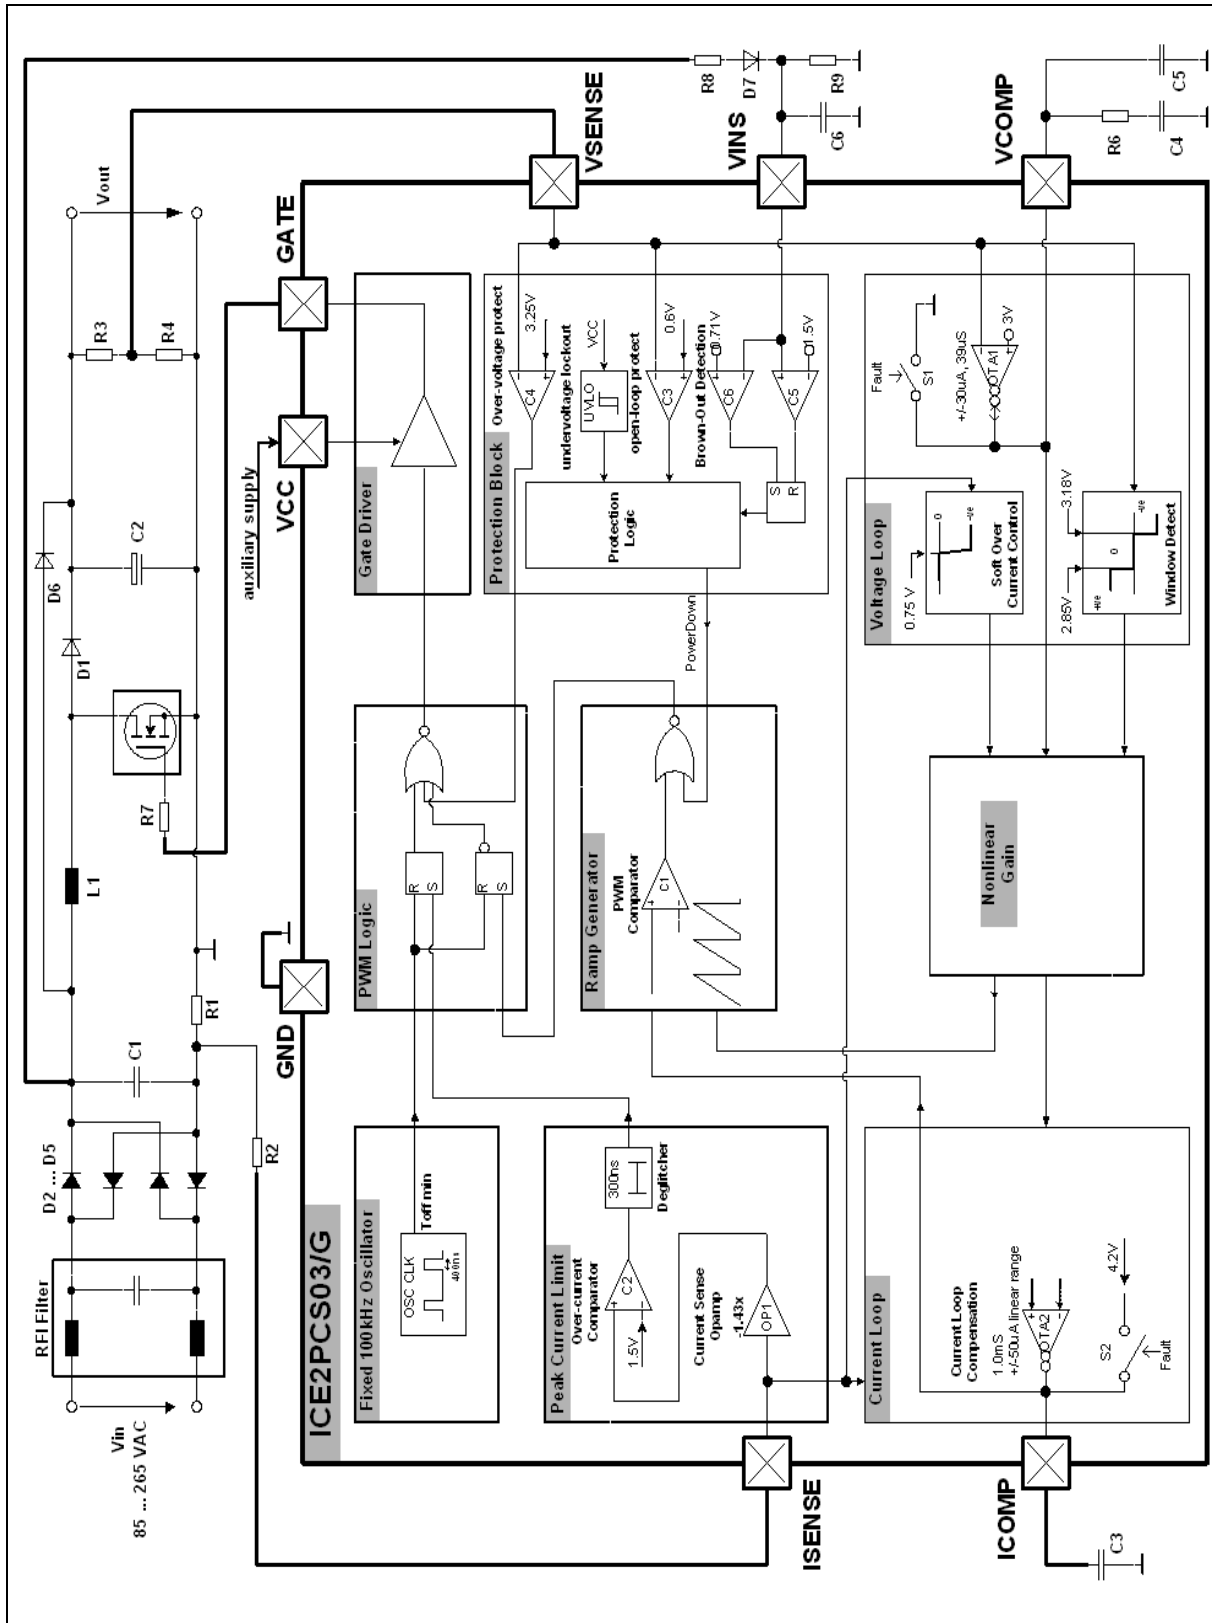 Vin
85 ... 265 VAC
RFI Filter
D2 ... D5
C1
R1
R2
L1
R7
D1
D6
C2
R3
R4
Vout
auxiliary supply
GND
VCC
GATE
VSENSE
VINS
VCOMP
ISENSE
ICOMP
R8
D7
R9
C6
C5
R6
C4
C3
ICE2PCS03/G
Fixed 100kHz Oscillator
OSC CLK
400ns
Toff min
PWM Logic
R
S
R
S
Gate Driver
Peak Current Limit
Over-current
Comparator
C2
1.5V
300ns
Deglitcher
Current Sense
Opamp
-1.43x
OP1
Ramp Generator
PWM
Comparator
C1
Protection Block
Over-voltage protect
C4
3.25V
undervoltage lockout
UVLO
VCC
open-loop protect
C3
0.6V
Brown-Out Detection
C6
0.71V
C5
1.5V
S
R
Protection
Logic
PowerDown
Current Loop
Current Loop
Compensation
1.0mS
+/-50uA linear range
OTA2
4.2V
S2
Fault
Nonlinear
Gain
Voltage Loop
0.75 V
0
-ve
Soft Over
Current Control
Fault
S1
+/-30uA, 39uS
OTA1
3V
2.85V
3.18V
+ve
0
-ve
Window Detect